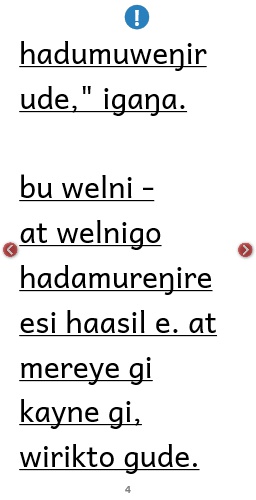 hadumuweŋir
ude," igaŋa.
bu welni –
at welnigo
hadamureŋire
esi haasil e. at
mereye gi
kayne gi,
wirikto gude.
4